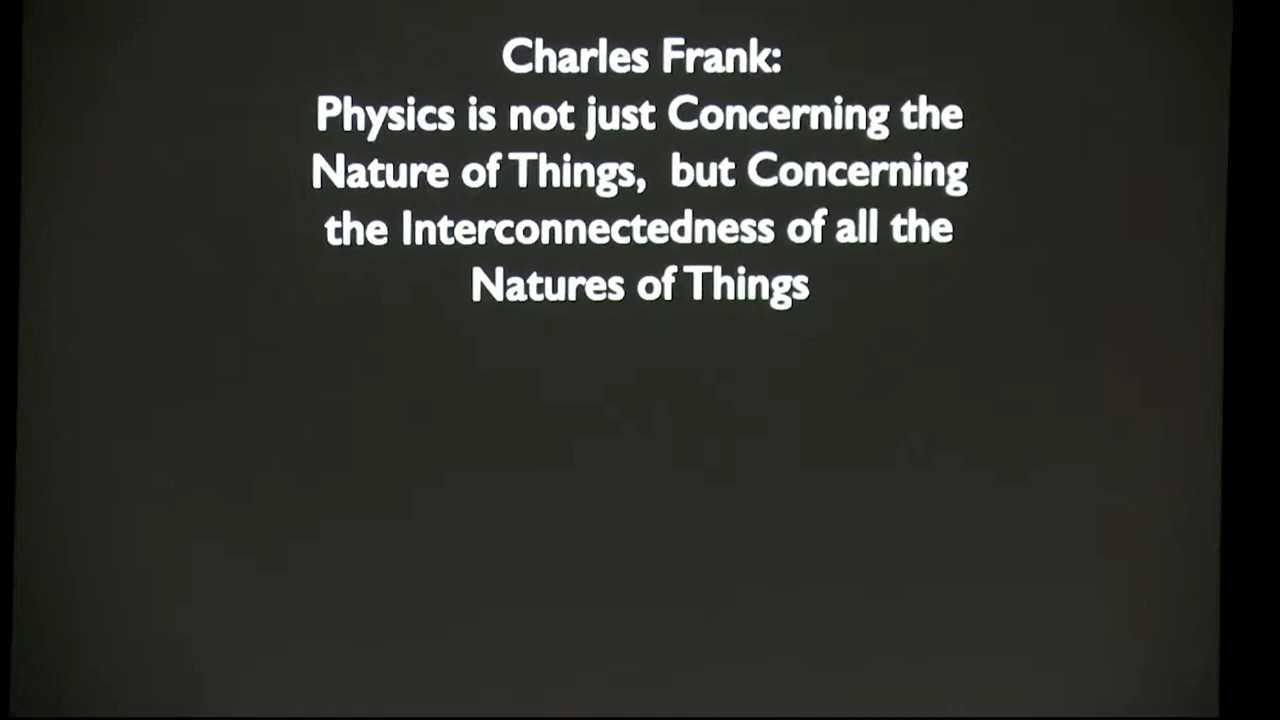 Charles Frank:
Physics is not just Concerning the
Nature of Things,  but Concerning
the Interconnectedness of all the
Natures of Things